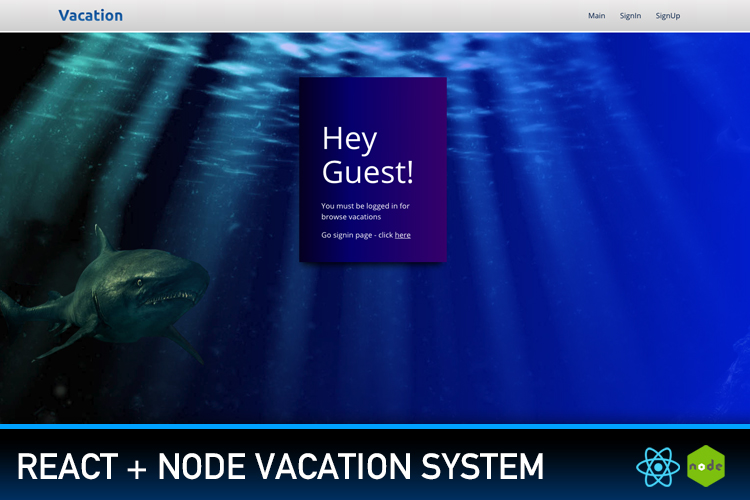 Vacation
Main SignIn SignUp
Hey
Guest!
You must be logged in for
browse vacations
Go signin page - click here
REACT + NODE VACATION SYSTEM
node